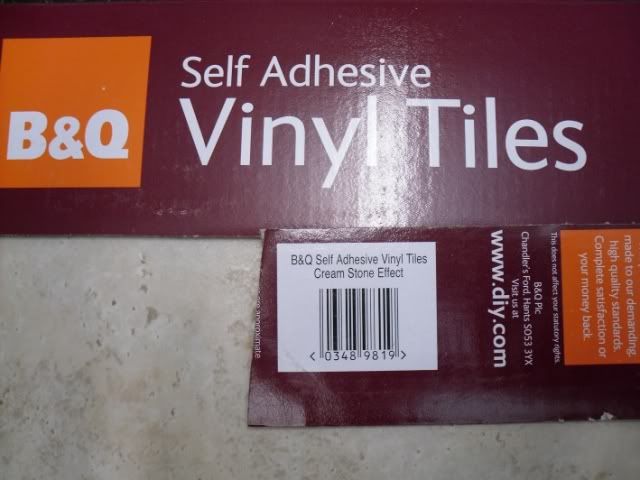 B&Q
Self Adhesive
Vinyl Tiles
B&Q Self Adhesive Vinyl Tiles
Cream Stone Effect
<03489819>
approximate
www.diy.com
B&Q Plc
Chandler's Ford, Hants SO53 3YX
Visit us at
This does not affect your statutory rights.
made to our demanding
high quality standards.
Complete satisfaction or
your money back.